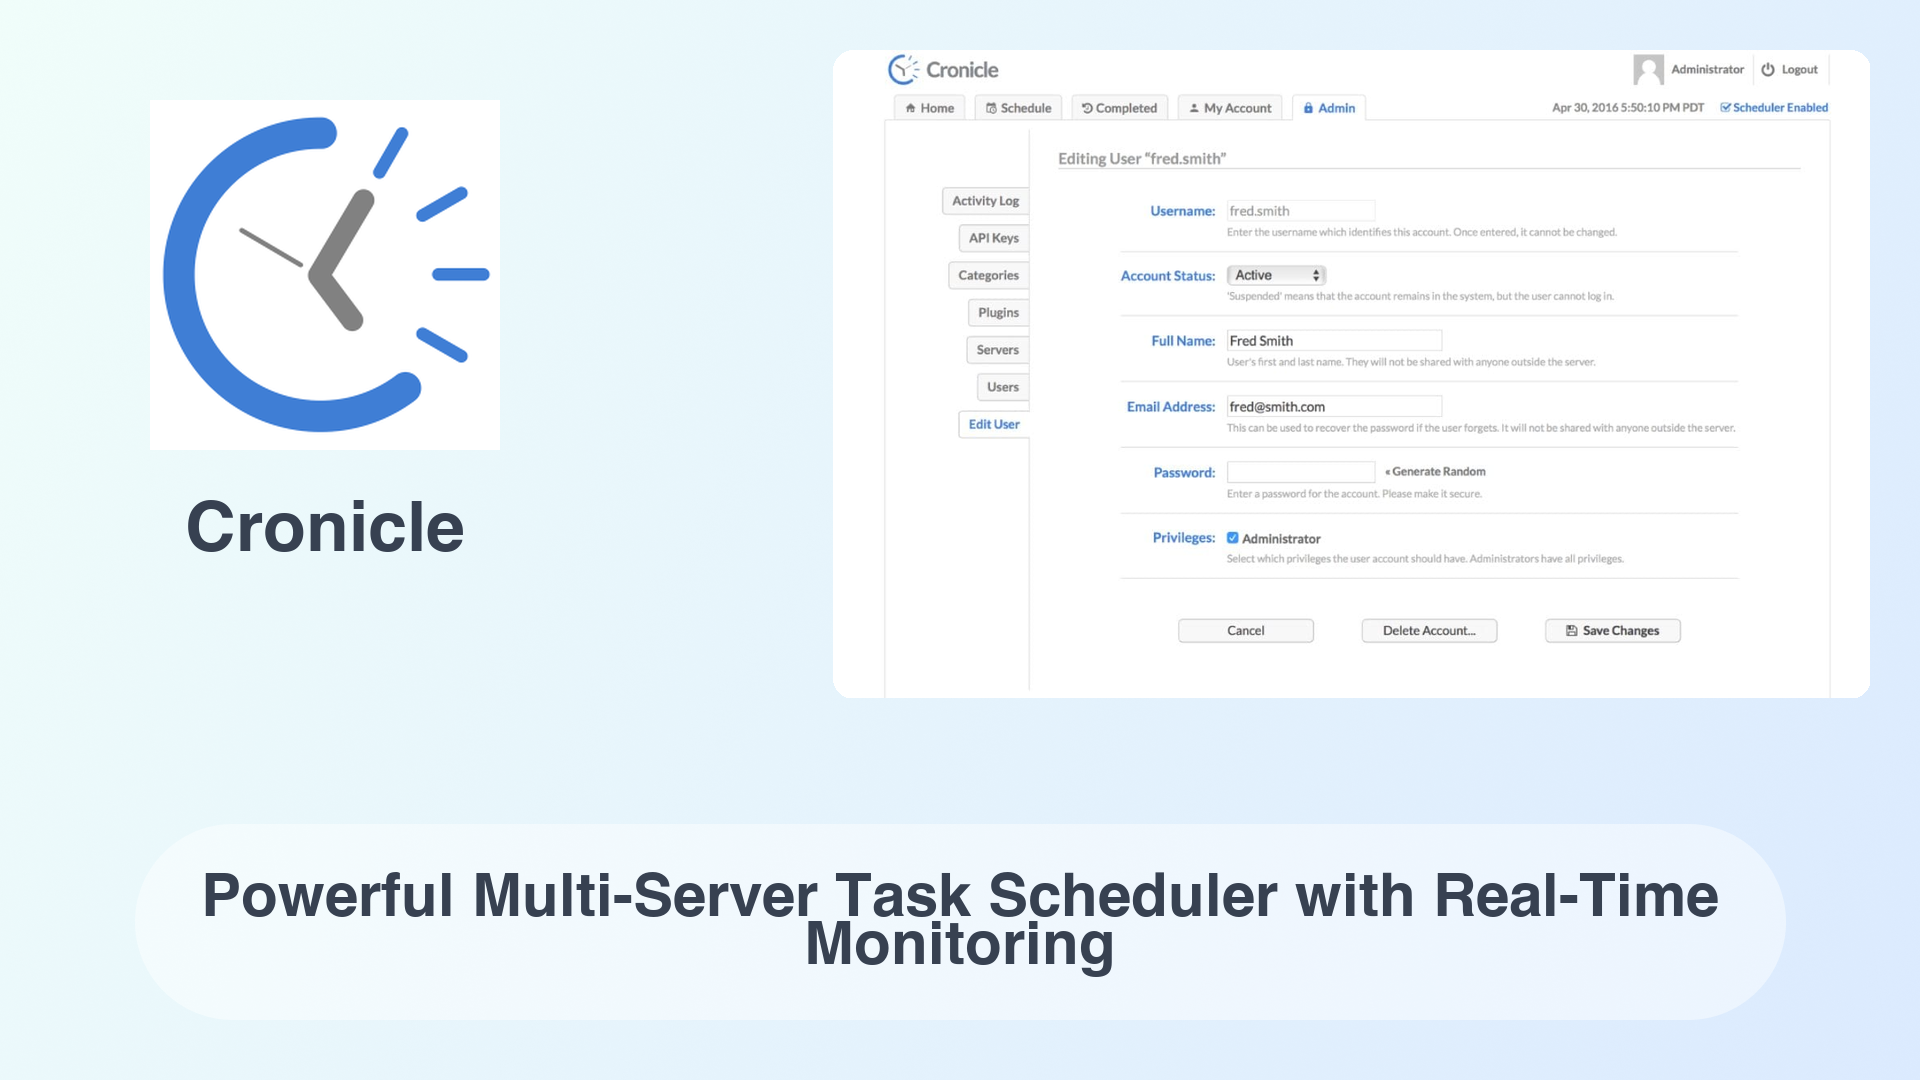 Cronicle
Cronicle
Administrator
Logout
Home
Schedule
Completed
My Account
Admin
Apr 30, 2016 5:50:10 PM PDT
Scheduler Enabled
Activity Log
API Keys
Categories
Plugins
Servers
Users
Edit User
Editing User “fred.smith”
Username: fred.smith
Enter the username which identifies this account. Once entered, it cannot be changed.
Account Status: Active
'Suspended' means that the account remains in the system, but the user cannot log in.
Full Name: Fred Smith
User's first and last name. They will not be shared with anyone outside the server.
Email Address: fred@smith.com
This can be used to recover the password if the user forgets. It will not be shared with anyone outside the server.
Password: « Generate Random
Enter a password for the account. Please make it secure.
Privileges: Administrator
Select which privileges the user account should have. Administrators have all privileges.
Cancel
Delete Account...
Save Changes
Powerful Multi-Server Task Scheduler with Real-Time
Monitoring